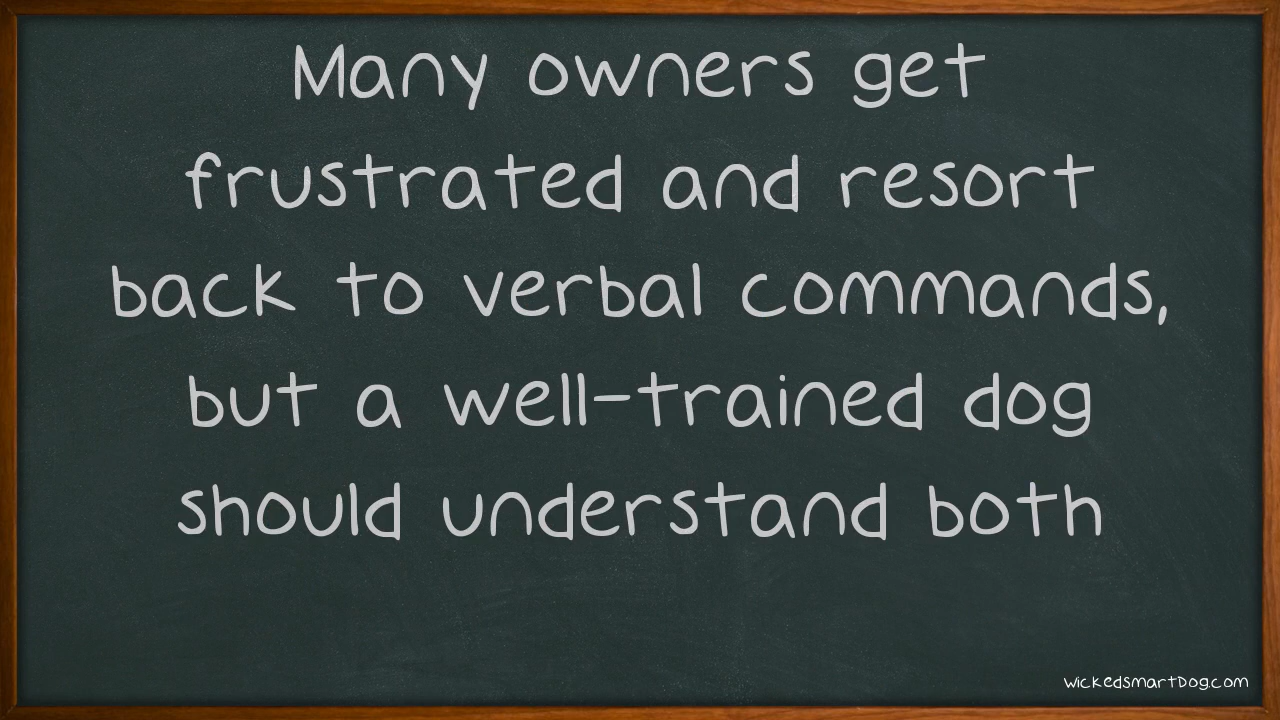 Many owners get
frustrated and resort
back to verbal commands,
but a well-trained dog
should understand both
wickedsmartDog.com